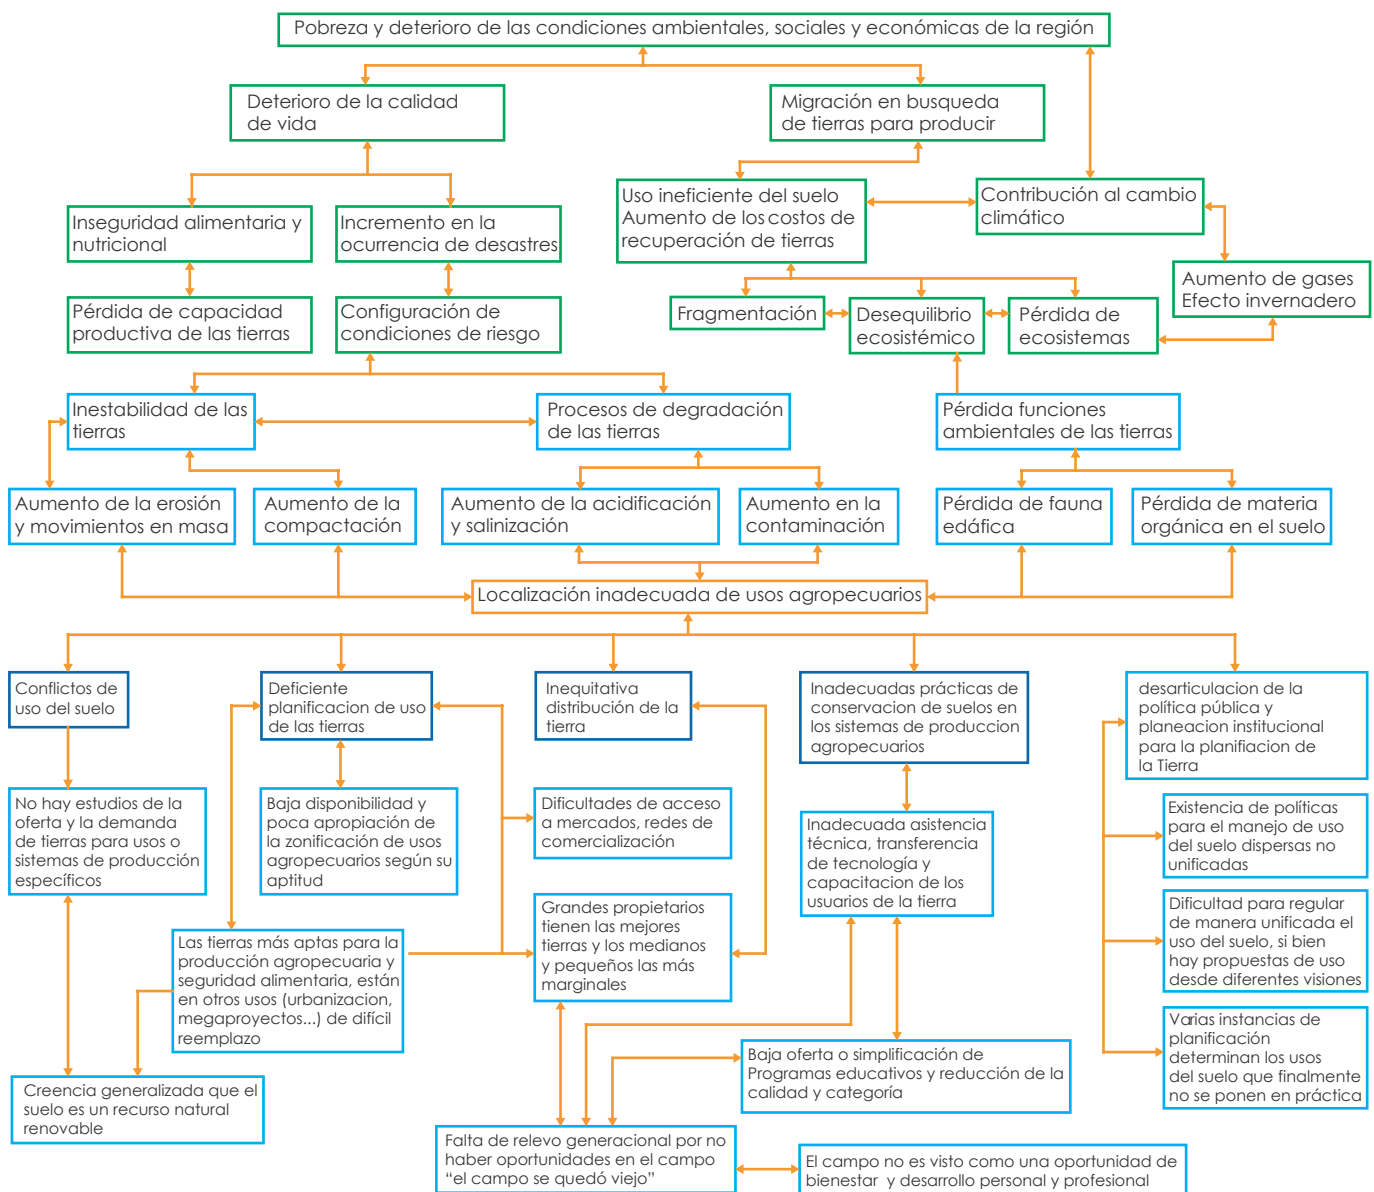 Pobreza y deterioro de las condiciones ambientales, sociales y económicas de la región
Deterioro de la calidad
de vida
Migración en busqueda
de tierras para producir
Inseguridad alimentaria y
nutricional
Incremento en la
ocurrencia de desastres
Uso ineficiente del suelo
Aumento de los costos de
recuperación de tierras
Contribución al cambio
climático
Aumento de gases
Efecto invernadero
Pérdida de capacidad
productiva de las tierras
Configuración de
condiciones de riesgo
Fragmentación
Desequilibrio
ecosistémico
Pérdida de
ecosistemas
Inestabilidad de las
tierras
Procesos de degradación
de las tierras
Pérdida funciones
ambientales de las tierras
Aumento de la erosión
y movimientos en masa
Aumento de la
compactación
Aumento de la acidificación
y salinización
Aumento en la
contaminación
Pérdida de fauna
edáfica
Pérdida de materia
orgánica en el suelo
Localización inadecuada de usos agropecuarios
Conflictos de
uso del suelo
Deficiente
planificacion de uso
de las tierras
Inequitativa
distribución de la
tierra
Inadecuadas prácticas de
conservacion de suelos en
los sistemas de produccion
agropecuarios
desarticulacion de la
política pública y
planeacion institucional
para la planifiacion de
la Tierra
No hay estudios de la
oferta y la demanda
de tierras para usos o
sistemas de producción
específicos
Baja disponibilidad y
poca apropiación de
la zonificación de usos
agropecuarios según su
aptitud
Dificultades de acceso
a mercados, redes de
comercialización
Inadecuada asistencia
técnica, transferencia
de tecnología y
capacitacion de los
usuarios de la tierra
Existencia de políticas
para el manejo de uso
del suelo dispersas no
unificadas
Grandes propietarios
tienen las mejores
tierras y los medianos
y pequeños las más
marginales
Dificultad para regular
de manera unificada el
uso del suelo, si bien
hay propuestas de uso
desde diferentes visiones
Las tierras más aptas para la
producción agropecuaria y
seguridad alimentaria, están
en otros usos (urbanizacion,
megaproyectos...) de difícil
reemplazo
Varias instancias de
planificación
determinan los usos
del suelo que finalmente
no se ponen en práctica
Baja oferta o simplificación de
Programas educativos y reducción de la
calidad y categoría
Creencia generalizada que el
suelo es un recurso natural
renovable
Falta de relevo generacional por no
haber oportunidades en el campo
“el campo se quedó viejo”
El campo no es visto como una oportunidad de
bienestar y desarrollo personal y profesional